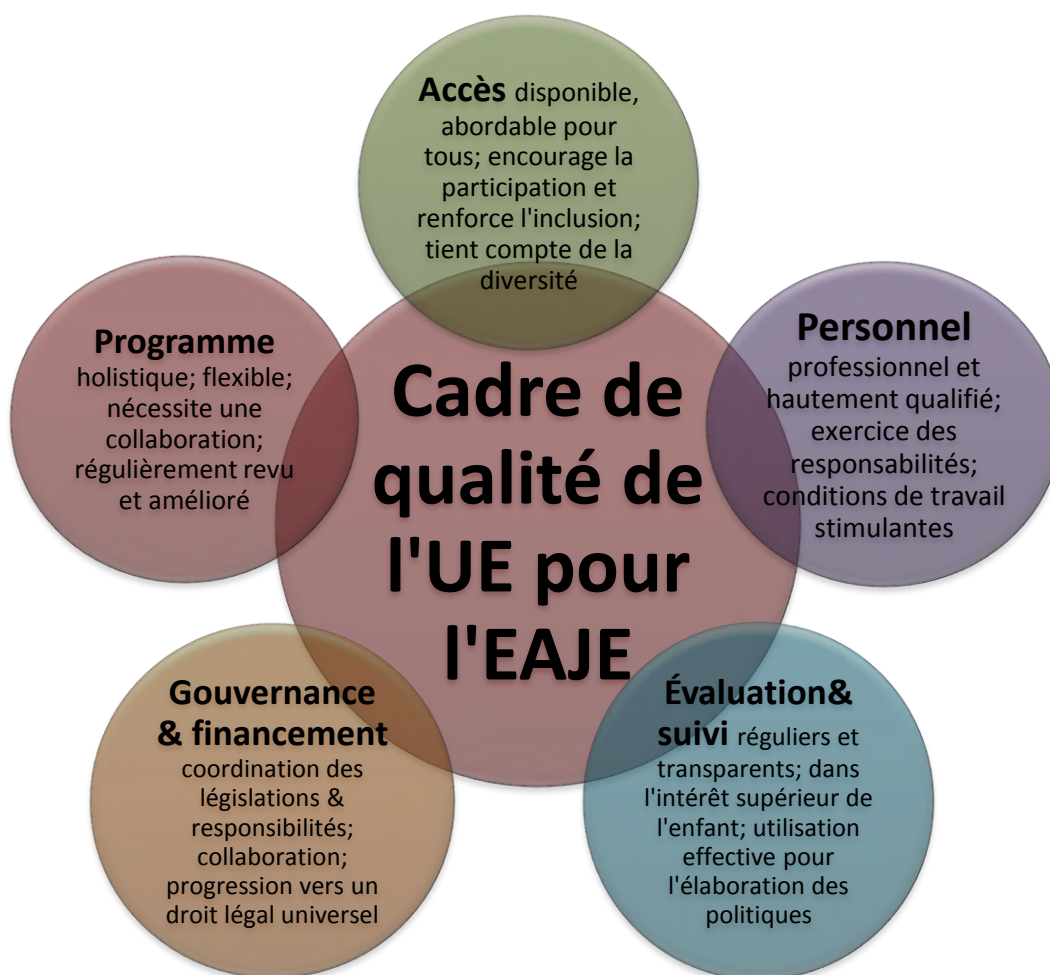 Accès disponible,
abordable pour
tous; encourage la
participation et
renforce l'inclusion;
tient compte de la
diversité
Programme
holistique; flexible;
nécessite une
collaboration;
régulièrement revu
et amélioré
Cadre de
qualité de
l'UE pour
l'EAJE
Personnel
professionnel et
hautement qualifié;
exercice des
responsabilités;
conditions de travail
stimulantes
Gouvernance
& financement
coordination des
législations &
responsibilités;
collaboration;
progression vers un
droit légal universel
Évaluation&
suivi réguliers et
transparents; dans
l'intérêt supérieur de
l'enfant; utilisation
effective pour
l'élaboration des
politiques